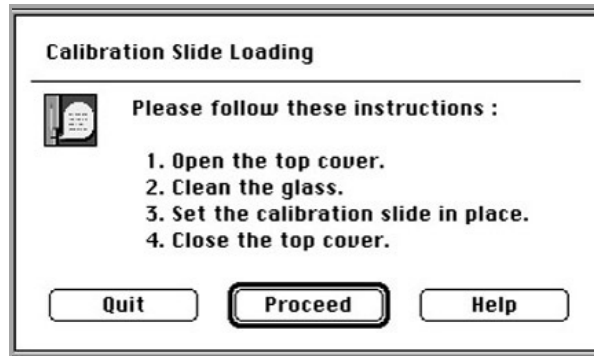 Calibration Slide Loading
Please follow these instructions :
1. Open the top cover.
2. Clean the glass.
3. Set the calibration slide in place.
4. Close the top cover.
Quit Proceed Help